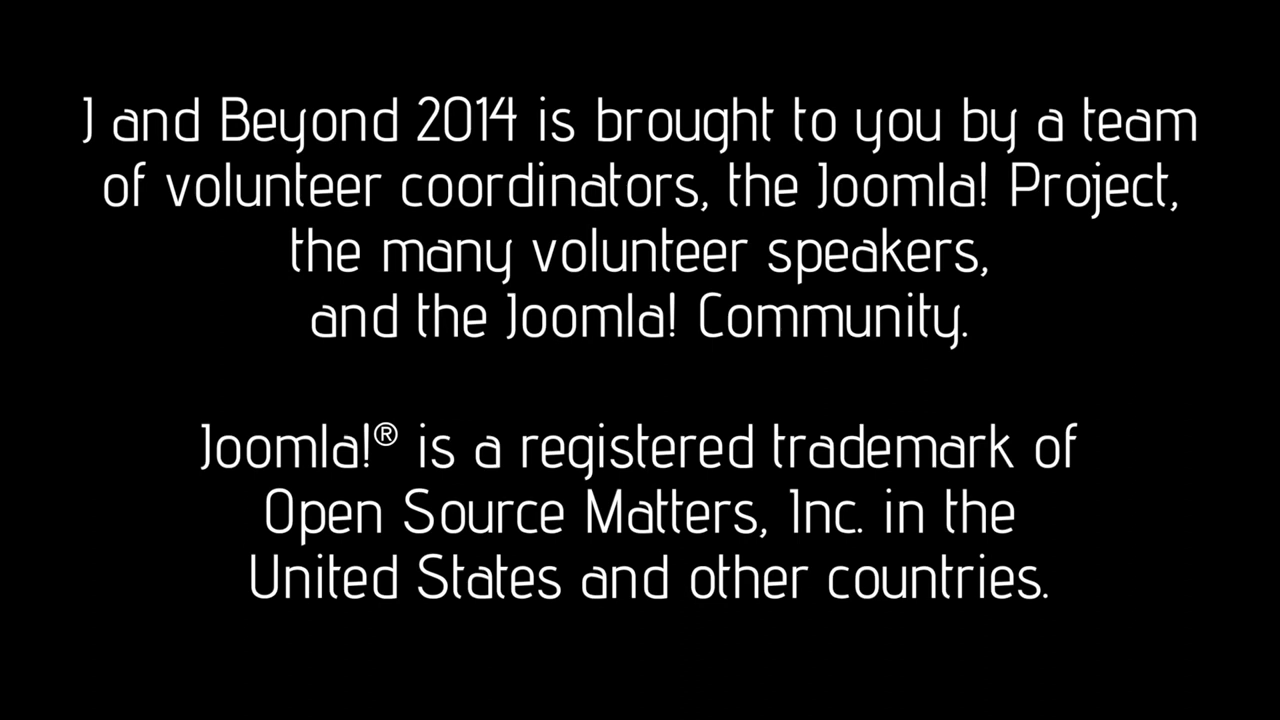 J and Beyond 2014 is brought to you by a team
of volunteer coordinators, the Joomla! Project,
the many volunteer speakers,
and the Joomla! Community.
Joomla!® is a registered trademark of
Open Source Matters, Inc. in the
United States and other countries.